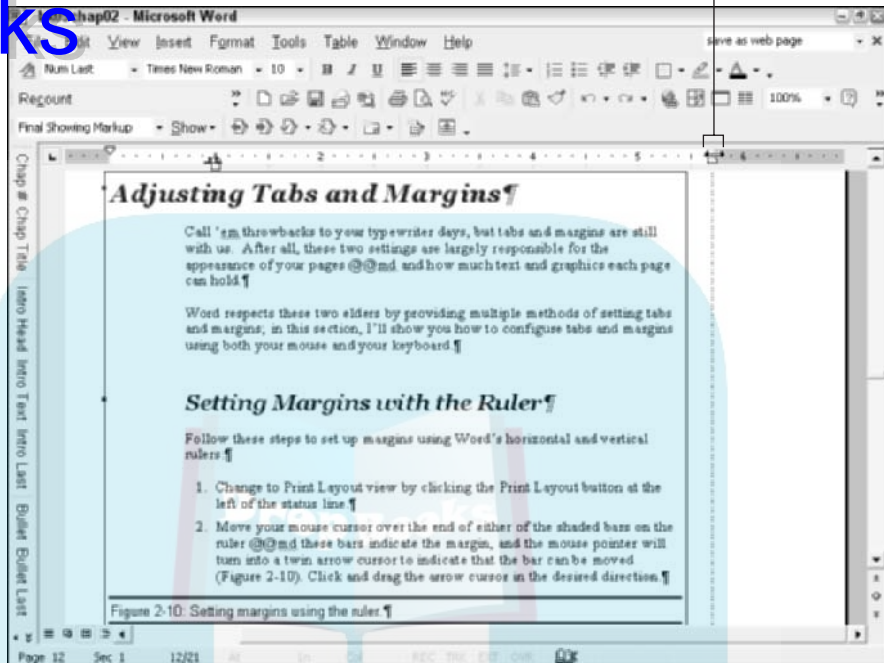 ks
chap02 - Microsoft Word
Edit View Insert Format Tools Table Window Help save as web page
Num Last Times New Roman 10 B I U A
Recount 100%
Final Showing Markup Show
1 2 3 4 5 6
Chap # Chap Title Intro Head Intro Text Intro Last Bullet Bullet Last
Adjusting Tabs and Margins¶
Call 'em throwbacks to your typewriter days, but tabs and margins are still
with us. After all, these two settings are largely responsible for the
appearance of your pages @@md and how much text and graphics each page
can hold.¶
Word respects these two elders by providing multiple methods of setting tabs
and margins; in this section, I'll show you how to configure tabs and margins
using both your mouse and your keyboard.¶
Setting Margins with the Ruler¶
Follow these steps to set up margins using Word's horizontal and vertical
rulers.¶
1. Change to Print Layout view by clicking the Print Layout button at the
left of the status line.¶
2. Move your mouse cursor over the end of either of the shaded bars on the
ruler @@md these bars indicate the margin, and the mouse pointer will
turn into a twin arrow cursor to indicate that the bar can be moved
(Figure 2-10). Click and drag the arrow cursor in the desired direction.¶
Figure 2-10: Setting margins using the ruler.¶
Page 12 Sec 1 12/21 At Ln Col REC TRK EXT OVR